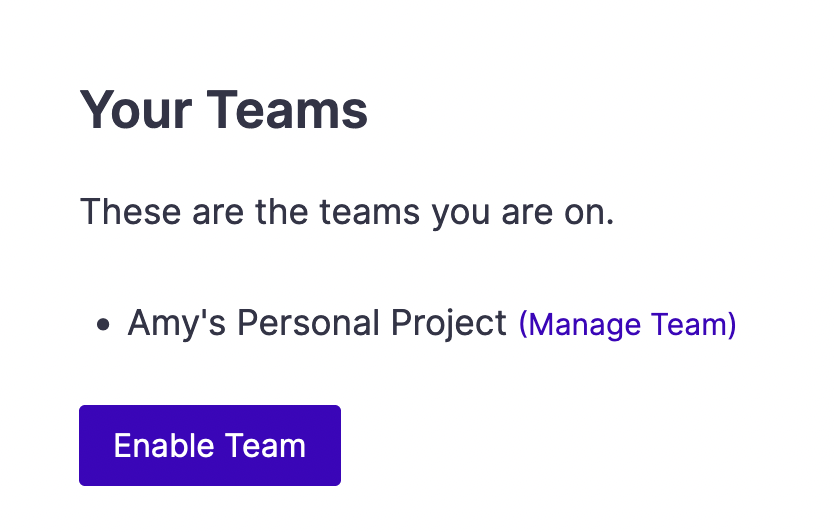 Your Teams
These are the teams you are on.
• Amy's Personal Project (Manage Team)
Enable Team